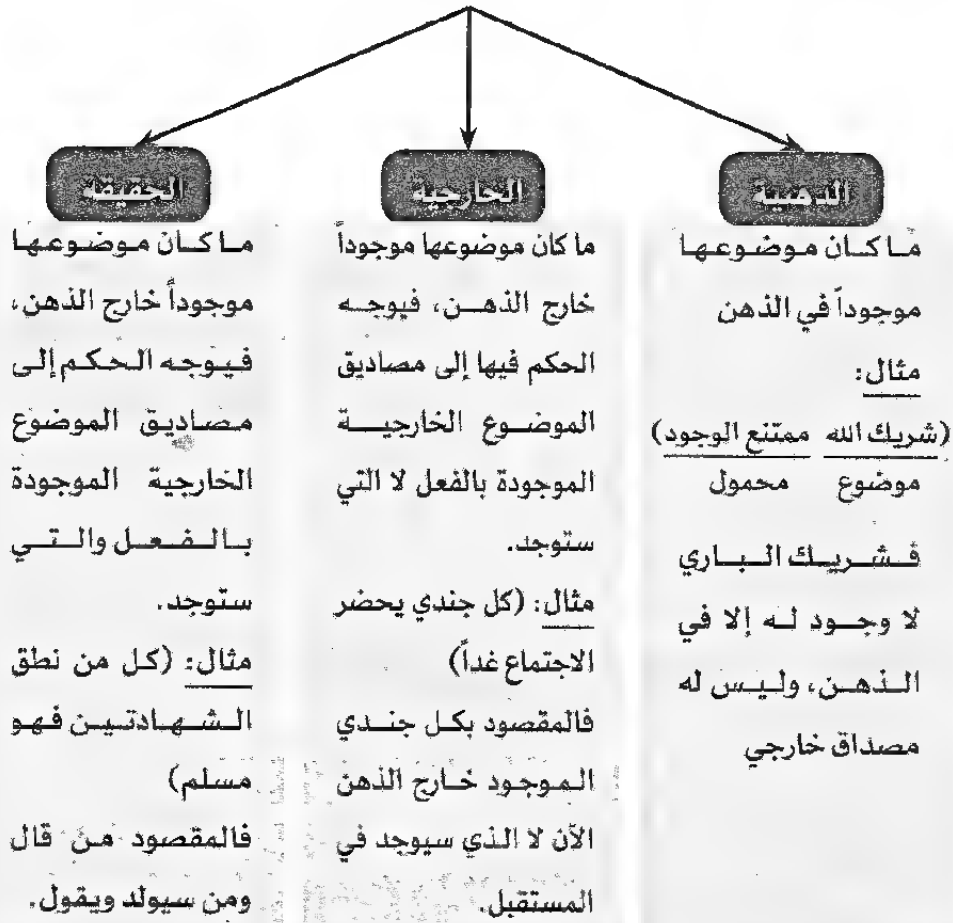 الذهنية
ما كان موضوعها
موجوداً في الذهن
مثال:
(شريك الله ممتنع الوجود)
موضوع محمول
فشريك الباري
لا وجود له إلا في
الذهن، وليس له
مصداق خارجي
الخارجية
ما كان موضوعها موجوداً
خارج الذهن، فيوجه
الحكم فيها إلى مصاديق
الموضوع الخارجية
الموجودة بالفعل لا التي
ستوجد.
مثال: (كل جندي يحضر
الاجتماع غداً)
فالمقصود بكل جندي
الموجود خارج الذهن
الآن لا الذي سيوجد في
المستقبل.
الحقيقة
ما كان موضوعها
موجوداً خارج الذهن،
فيوجه الحكم إلى
مصاديق الموضوع
الخارجية الموجودة
بالفعل والتي
ستوجد.
مثال: (كل من نطق
الشهادتين فهو
مسلم)
فالمقصود من قال
ومن سيولد ويقول.